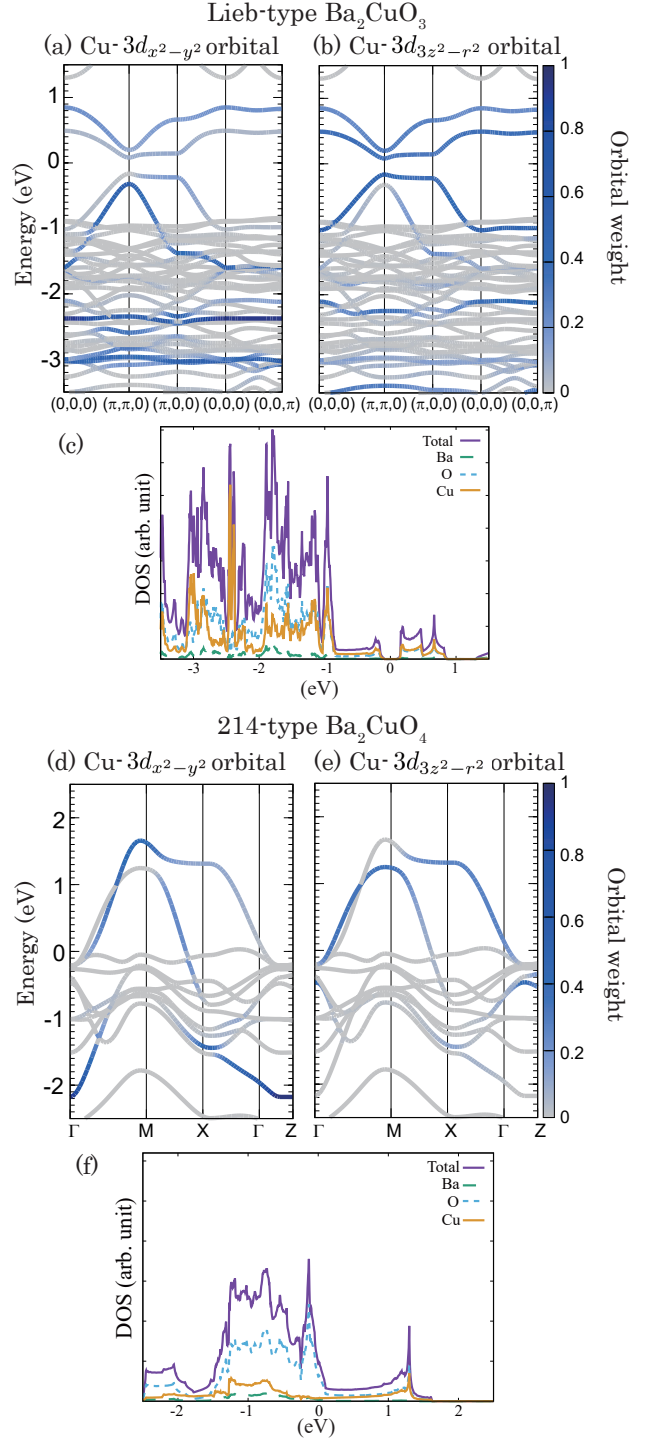 Lieb-type Ba₂CuO₃
(a) Cu-3dₓ²₋ᵧ² orbital
(b) Cu-3d₃z²₋ᵣ² orbital
1
0
-1
-2
-3
Energy (eV)
(0,0,0) (π,π,0) (π,0,0) (0,0,0) (0,0,π)
(0,0,0) (π,π,0) (π,0,0) (0,0,0) (0,0,π)
1
0.8
0.6
0.4
0.2
0
Orbital weight
(c)
Total
Ba
O
Cu
DOS (arb. unit)
-3 -2 -1 0 1
(eV)
214-type Ba₂CuO₄
(d) Cu-3dₓ²₋ᵧ² orbital
(e) Cu-3d₃z²₋ᵣ² orbital
2
1
0
-1
-2
Energy (eV)
Γ M X Γ Z
Γ M X Γ Z
1
0.8
0.6
0.4
0.2
0
Orbital weight
(f)
Total
Ba
O
Cu
DOS (arb. unit)
-2 -1 0 1 2
(eV)